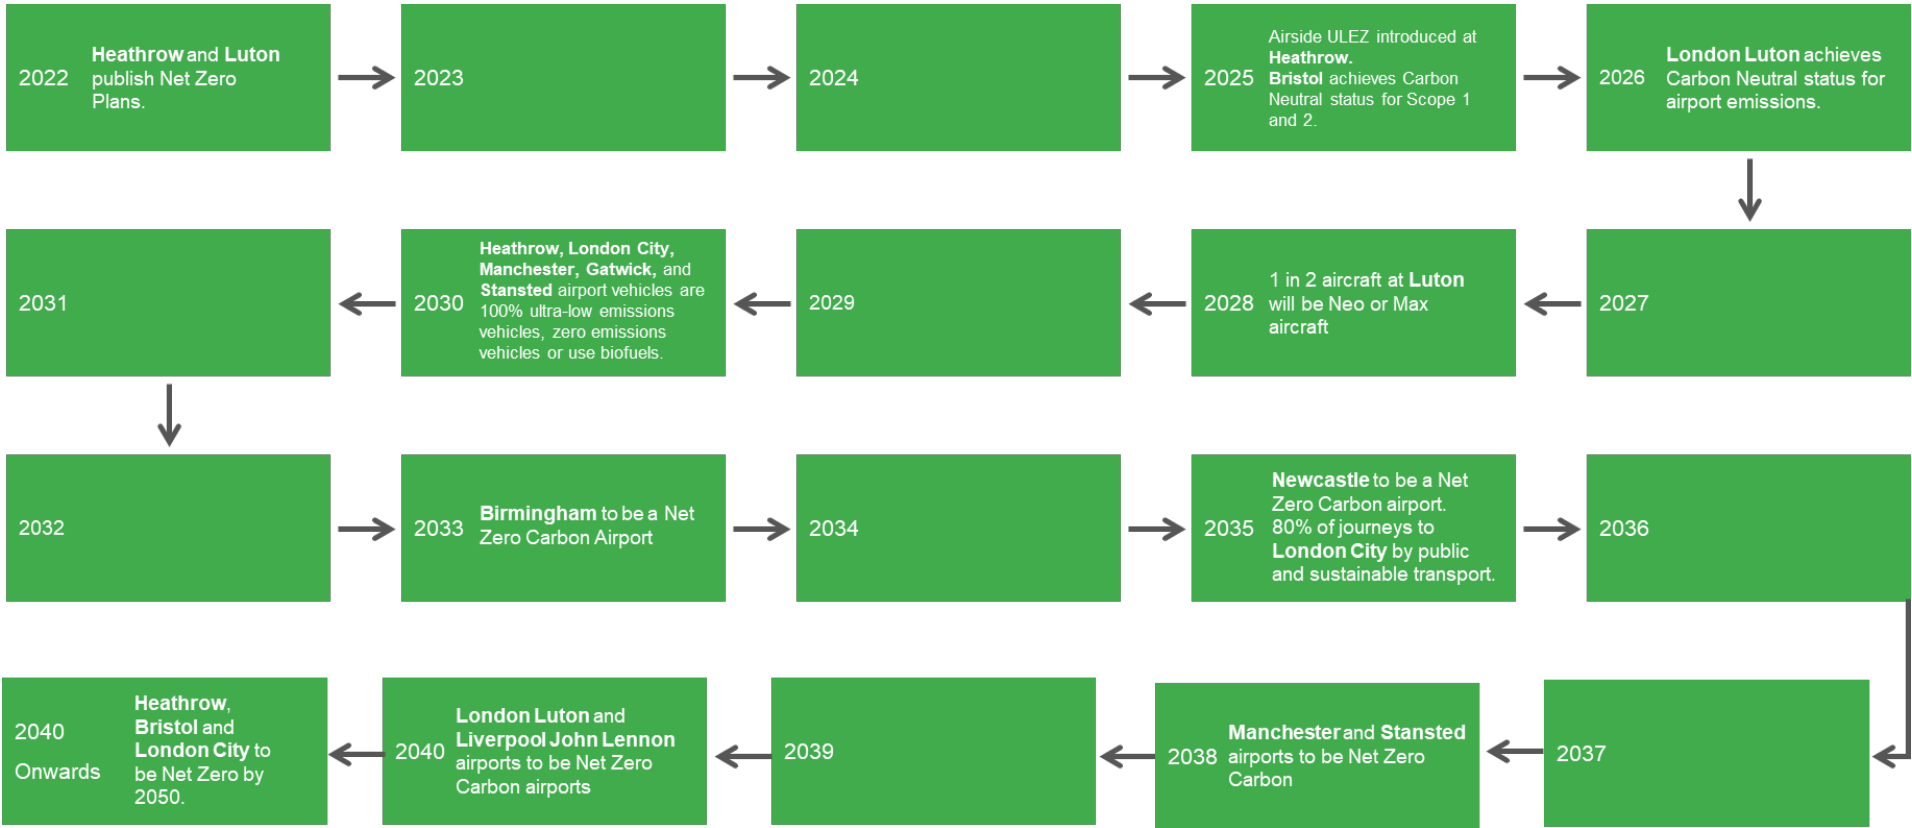 2022
Heathrow and Luton
publish Net Zero
Plans.
2023
2024
2025
Airside ULEZ introduced at
Heathrow.
Bristol achieves Carbon
Neutral status for Scope 1
and 2.
2026
London Luton achieves
Carbon Neutral status for
airport emissions.
2027
2028
1 in 2 aircraft at Luton
will be Neo or Max
aircraft
2029
2030
Heathrow, London City,
Manchester, Gatwick, and
Stansted airport vehicles are
100% ultra-low emissions
vehicles, zero emissions
vehicles or use biofuels.
2031
2032
2033
Birmingham to be a Net
Zero Carbon Airport
2034
2035
Newcastle to be a Net
Zero Carbon airport.
80% of journeys to
London City by public
and sustainable transport.
2036
2037
2038
Manchester and Stansted
airports to be Net Zero
Carbon
2039
2040
London Luton and
Liverpool John Lennon
airports to be Net Zero
Carbon airports
2040
Onwards
Heathrow,
Bristol and
London City to
be Net Zero by
2050.